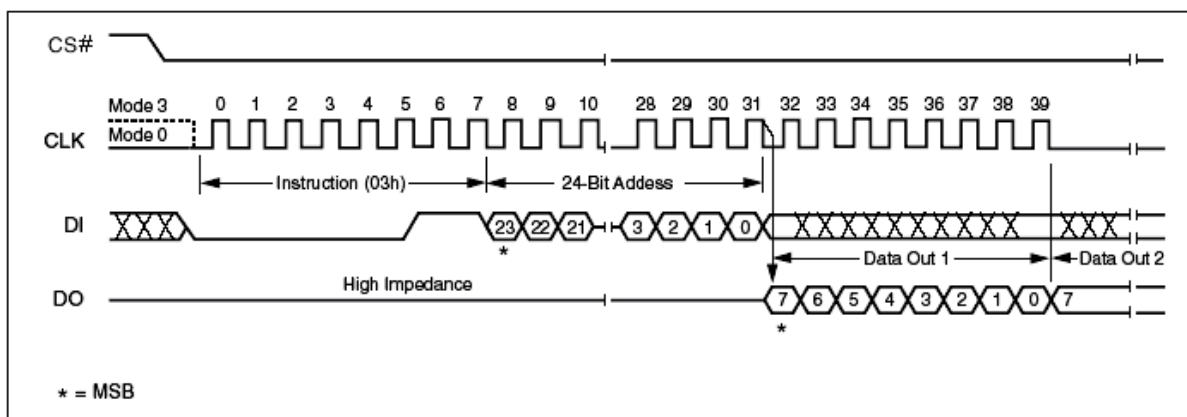 CS#
Mode 3 0 1 2 3 4 5 6 7 8 9 10 28 29 30 31 32 33 34 35 36 37 38 39
CLK Mode 0
Instruction (03h) 24-Bit Addess
DI 23 22 21 3 2 1 0
* Data Out 1 Data Out 2
High Impedance
DO 7 6 5 4 3 2 1 0 7
*
* = MSB